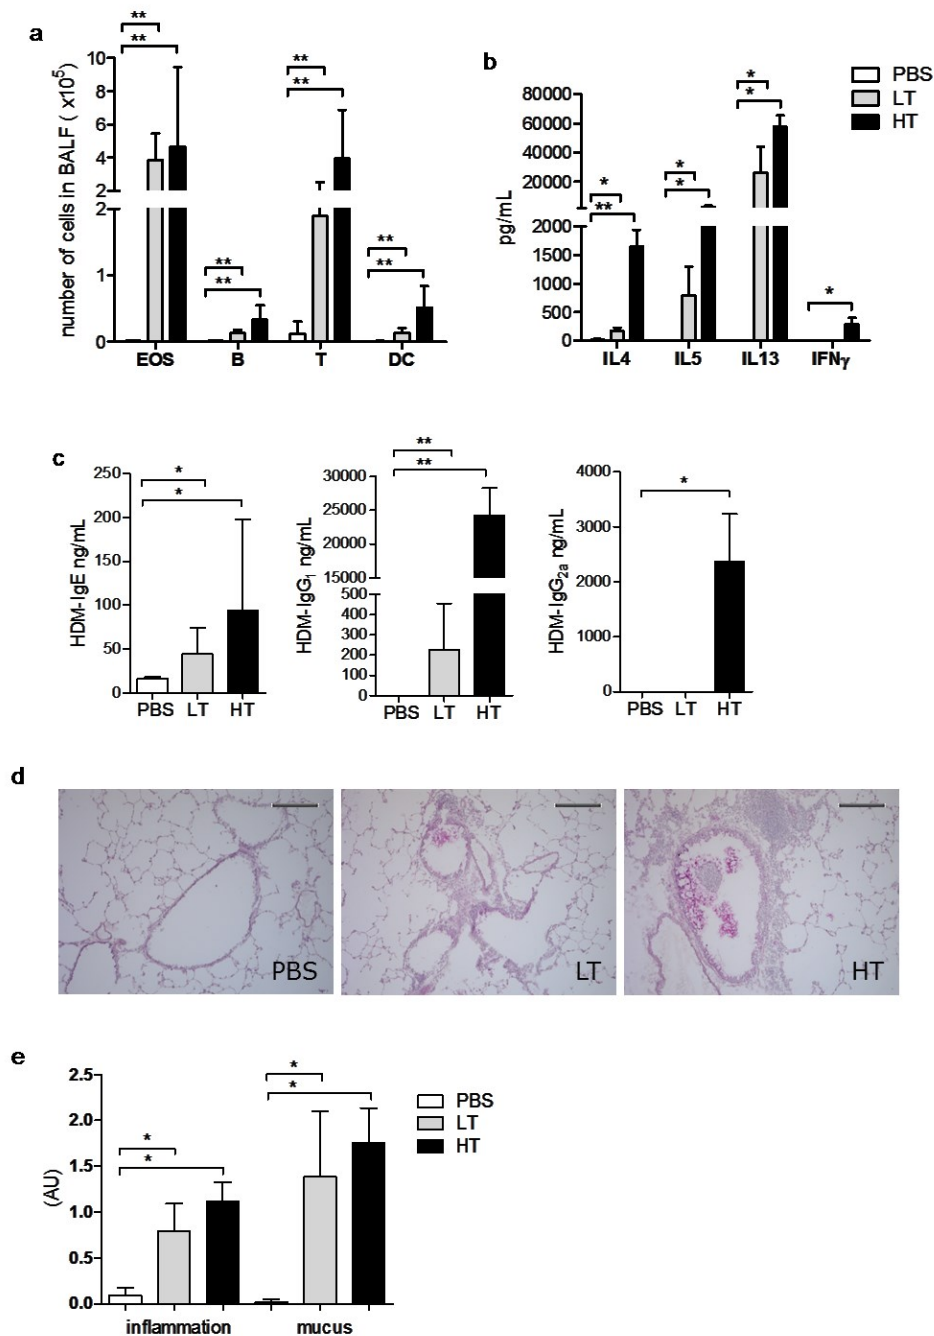 a
number of cells in BALF ( x10⁵)
10
8
6
4
2
2
1
0
**
**
**
**
**
**
**
**
EOS B T DC
b
PBS
LT
HT
pg/mL
80000
60000
40000
20000
2000
1500
1000
500
0
*
**
*
*
*
*
*
IL4 IL5 IL13 IFNγ
c
HDM-IgE ng/mL
250
200
150
100
50
0
*
*
PBS LT HT
HDM-IgG₁ ng/mL
30000
25000
20000
15000
500
400
300
200
100
0
**
**
PBS LT HT
HDM-IgG₂ₐ ng/mL
4000
3000
2000
1000
0
*
PBS LT HT
d
PBS
LT
HT
e
(AU)
2.5
2.0
1.5
1.0
0.5
0.0
*
*
*
*
PBS
LT
HT
inflammation mucus